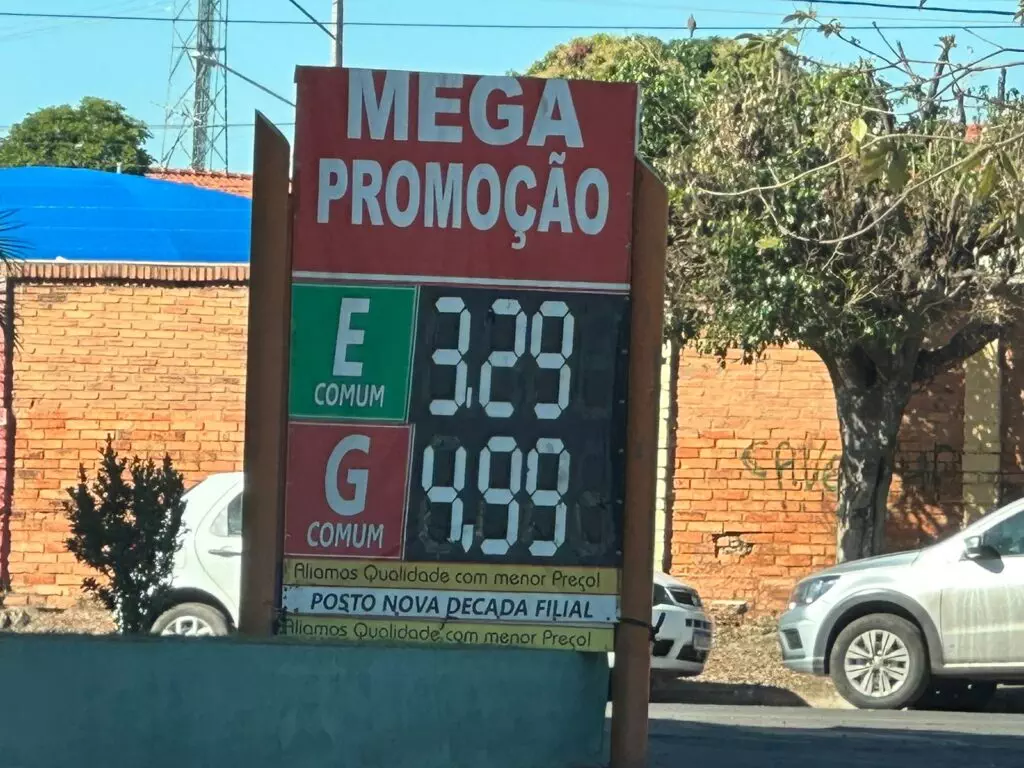 MEGA
PROMOÇÃO
E 3,29
COMUM
G 4,99
COMUM
Aliamos Qualidade com menor Preço!
POSTO NOVA DECADA FILIAL
Aliamos Qualidade com menor Preço!